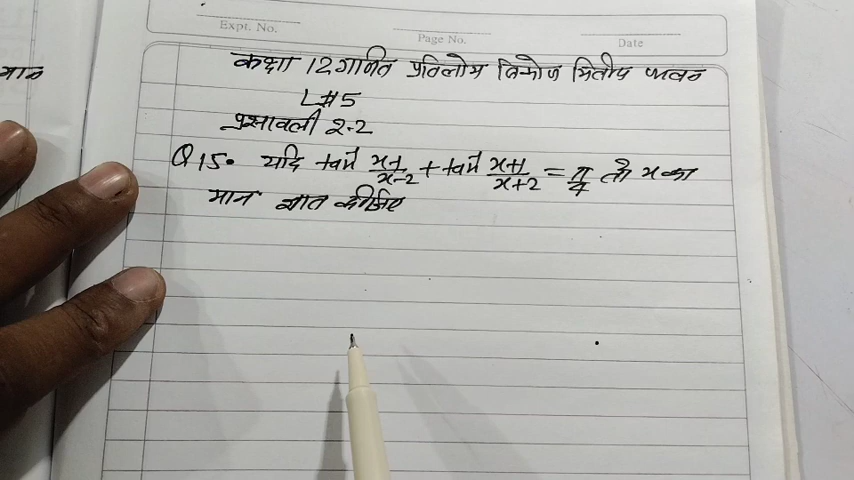 Expt. No.
Page No.
Date
मान
कक्षा 12 गणित प्रतिलोम त्रिकोण मितीय फलन
L#5
प्रश्नावली 2.2
Q15. यदि tan⁻¹ x-1/x-2 + tan⁻¹ x+1/x+2 = π/4 तो x का
मान ज्ञात कीजिए